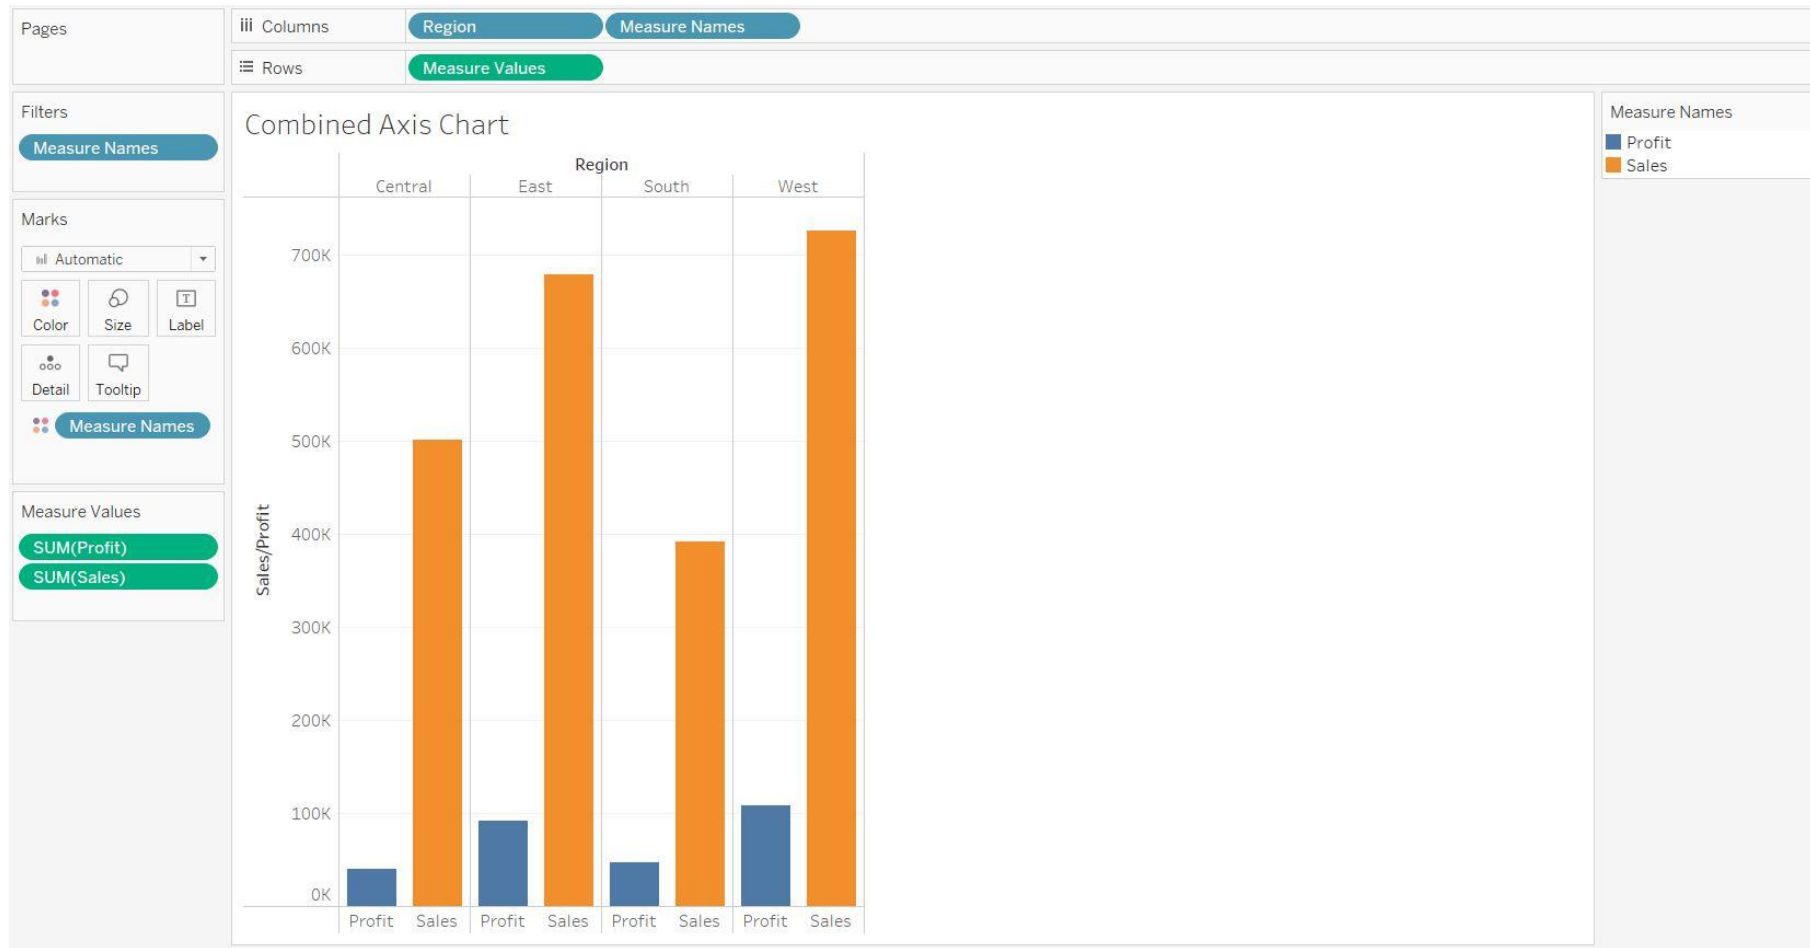 Pages
Columns
Region
Measure Names
Rows
Measure Values
Filters
Measure Names
Marks
Automatic
Color
Size
Label
Detail
Tooltip
Measure Names
Measure Values
SUM(Profit)
SUM(Sales)
Combined Axis Chart
Region
Central East South West
700K
600K
500K
400K
300K
200K
100K
0K
Sales/Profit
Profit Sales Profit Sales Profit Sales Profit Sales
Measure Names
Profit
Sales